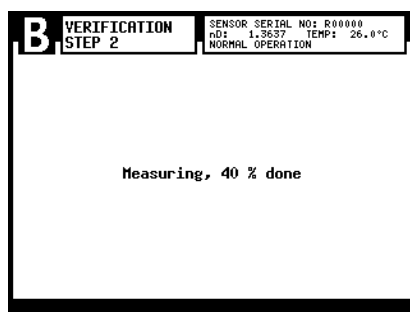 B
VERIFICATION
STEP 2
SENSOR SERIAL NO: R00000
nD: 1.3637 TEMP: 26.0°C
NORMAL OPERATION
Measuring, 40 % done